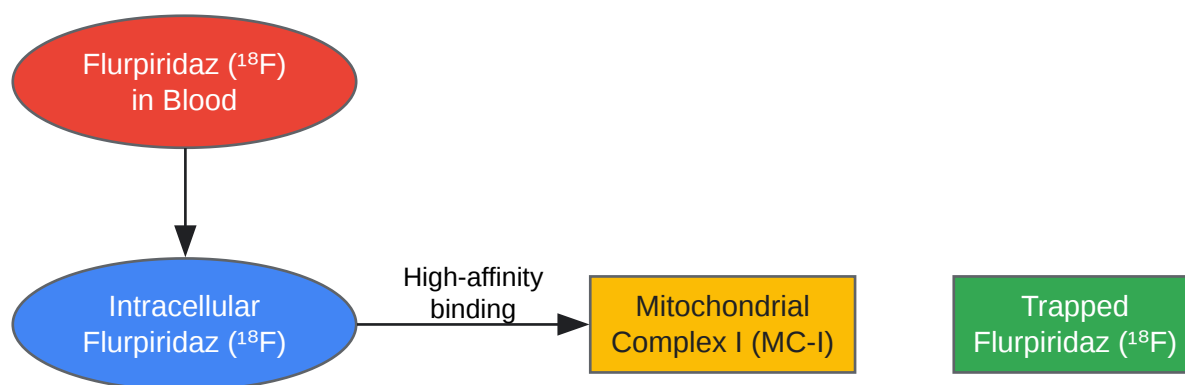 Flurpiridaz (¹⁸F)
in Blood
Intracellular
Flurpiridaz (¹⁸F)
High-affinity
binding
Mitochondrial
Complex I (MC-I)
Trapped
Flurpiridaz (¹⁸F)